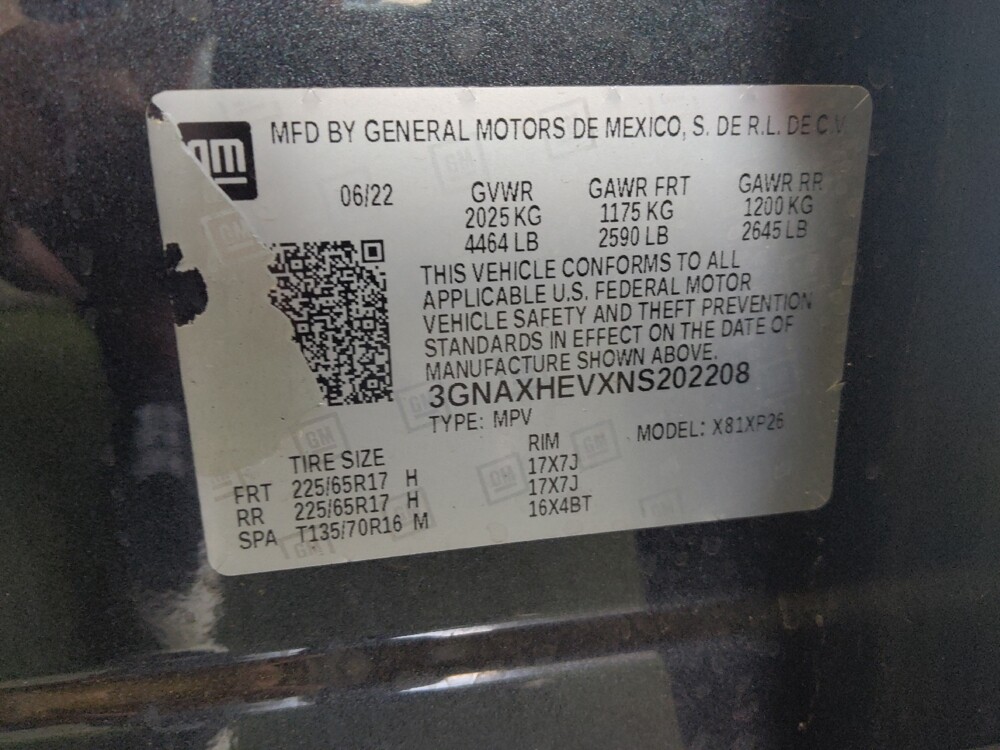 gm
MFD BY GENERAL MOTORS DE MEXICO, S. DE R.L. DE C.V.
06/22
GVWR GAWR FRT GAWR RR
2025 KG 1175 KG 1200 KG
4464 LB 2590 LB 2645 LB
THIS VEHICLE CONFORMS TO ALL
APPLICABLE U.S. FEDERAL MOTOR
VEHICLE SAFETY AND THEFT PREVENTION
STANDARDS IN EFFECT ON THE DATE OF
MANUFACTURE SHOWN ABOVE.
3GNAXHEVXNS202208
TYPE: MPV MODEL: X81XP26
TIRE SIZE RIM
FRT 225/65R17 H 17X7J
RR 225/65R17 H 17X7J
SPA T135/70R16 M 16X4BT